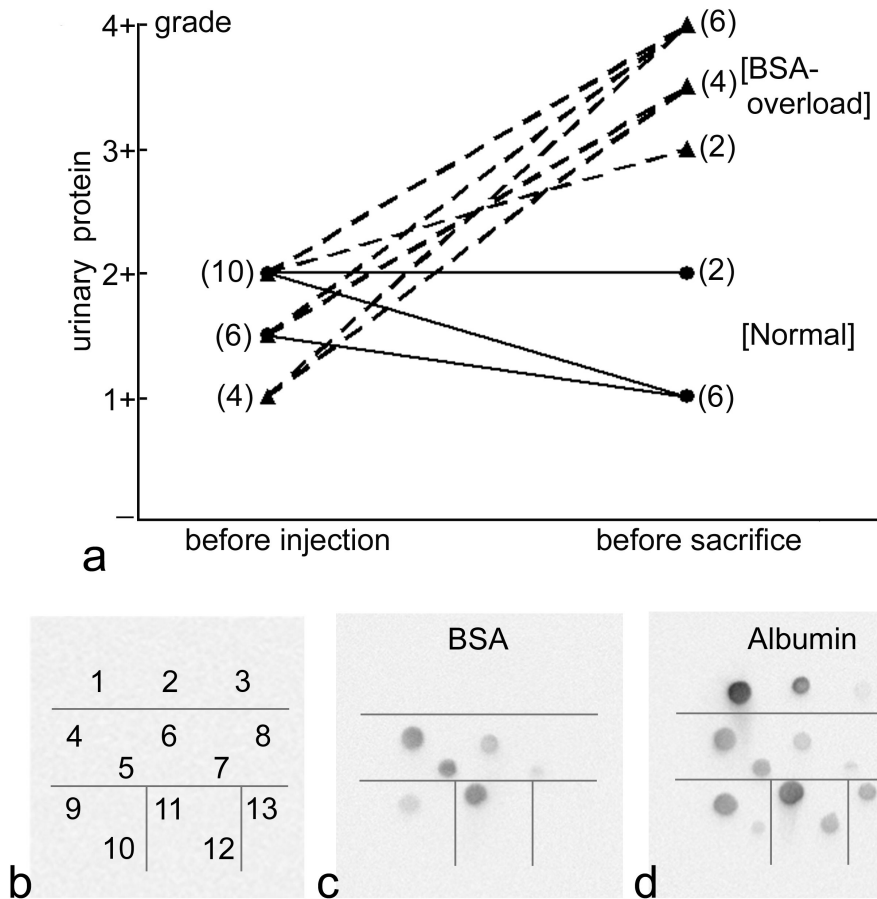 4+ grade (6)
(4) [BSA-
overload]
3+ (2)
urinary protein
(10) 2+ (2)
(6) [Normal]
(4) 1+ (6)
–
before injection before sacrifice
a
BSA Albumin
1 2 3
4 6 8
5 7
9 11 13
10 12
b c d